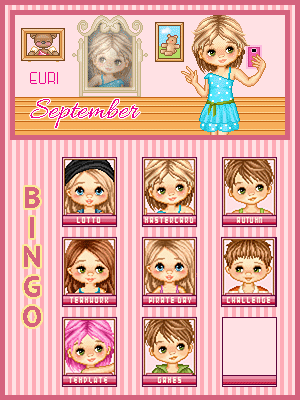 EURI
September
BINGO
LOTTO MASTERCARD AUTUMN
TEAMWORK PIRATE DAY CHALLENGE
TEMPLATE GAMES